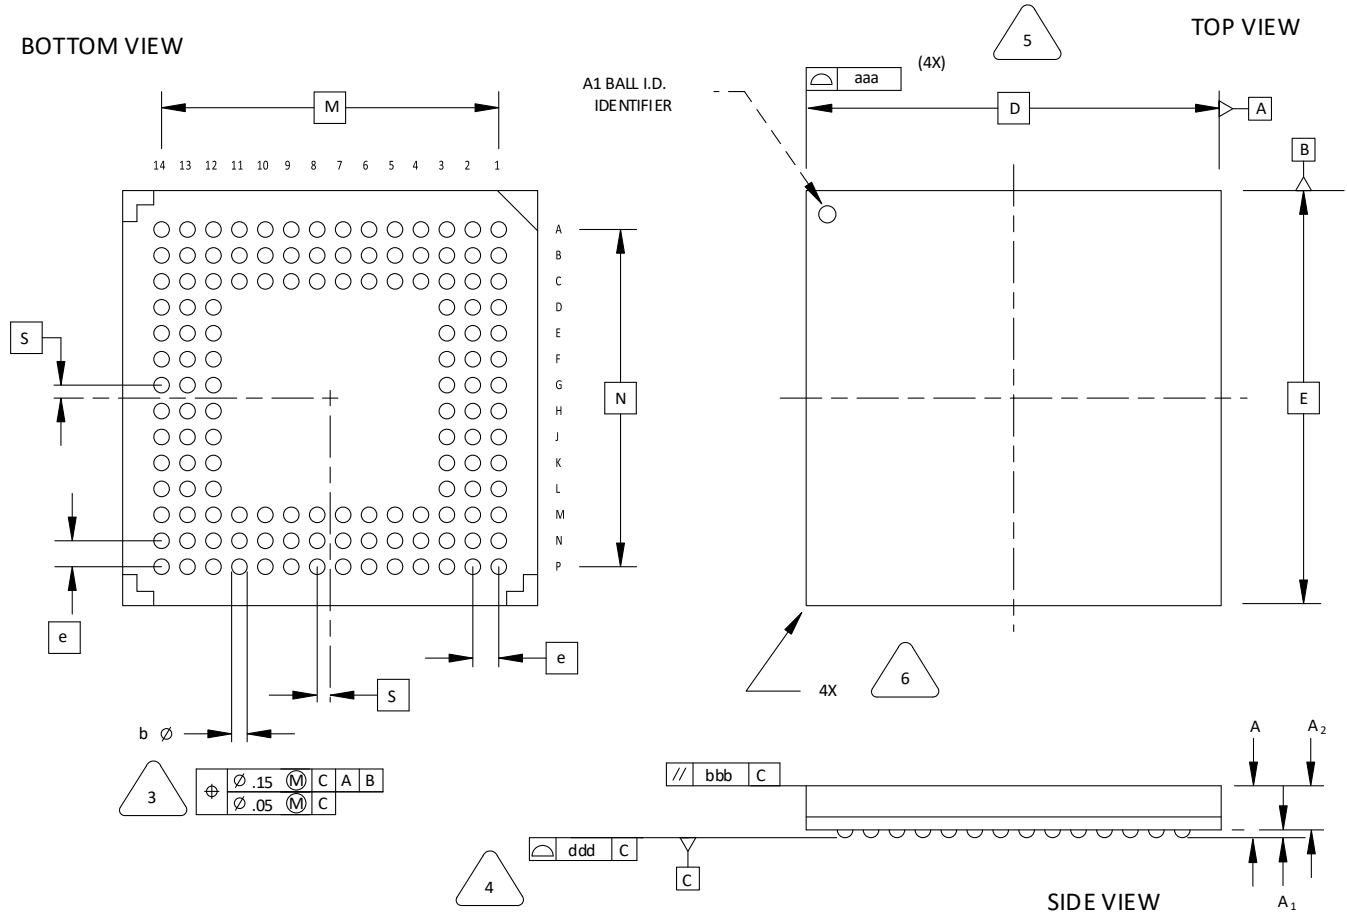 BOTTOM VIEW
TOP VIEW
5
(4X)
aaa
A1 BALL I.D.
IDENTIFIER
M
D
A
B
14 13 12 11 10 9 8 7 6 5 4 3 2 1
A
B
C
D
E
F
G
H
J
K
L
M
N
P
S
N
E
e
e
S
4X
6
b Ø
3
⌖ Ø .15 Ⓜ C A B
Ø .05 Ⓜ C
// bbb C
A
A2
ddd C
C
4
A1
SIDE VIEW